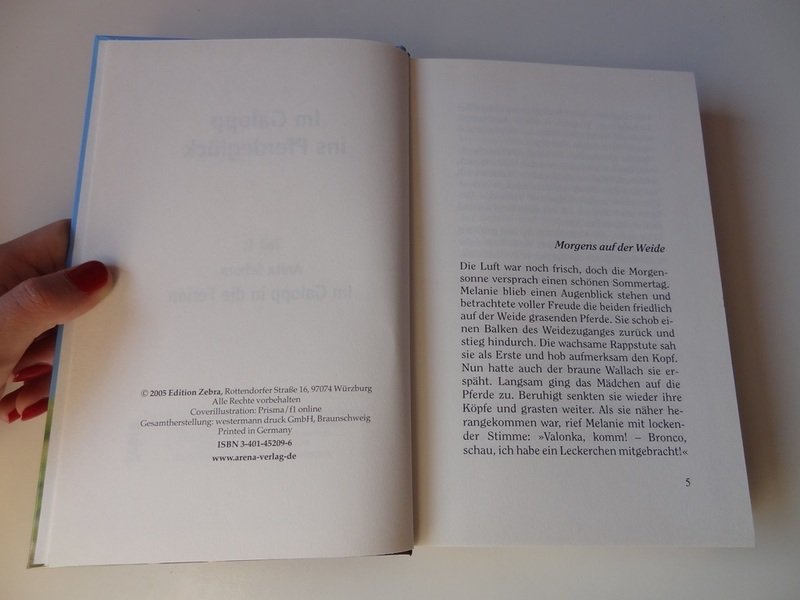 © 2005 Edition Zebra, Rottendorfer Straße 16, 97074 Würzburg
Alle Rechte vorbehalten
Coverillustration: Prisma / f1 online
Gesamtherstellung: westermann druck GmbH, Braunschweig
Printed in Germany
ISBN 3-401-45209-6
www.arena-verlag-de
Morgens auf der Weide
Die Luft war noch frisch, doch die Morgen-
sonne versprach einen schönen Sommertag.
Melanie blieb einen Augenblick stehen und
betrachtete voller Freude die beiden friedlich
auf der Weide grasenden Pferde. Sie schob ei-
nen Balken des Weidezuganges zurück und
stieg hindurch. Die wachsame Rappstute sah
sie als Erste und hob aufmerksam den Kopf.
Nun hatte auch der braune Wallach sie er-
späht. Langsam ging das Mädchen auf die
Pferde zu. Beruhigt senkten sie wieder ihre
Köpfe und grasten weiter. Als sie näher he-
rangekommen war, rief Melanie mit locken-
der Stimme: »Valonka, komm! – Bronco,
schau, ich habe ein Leckerchen mitgebracht!«
5